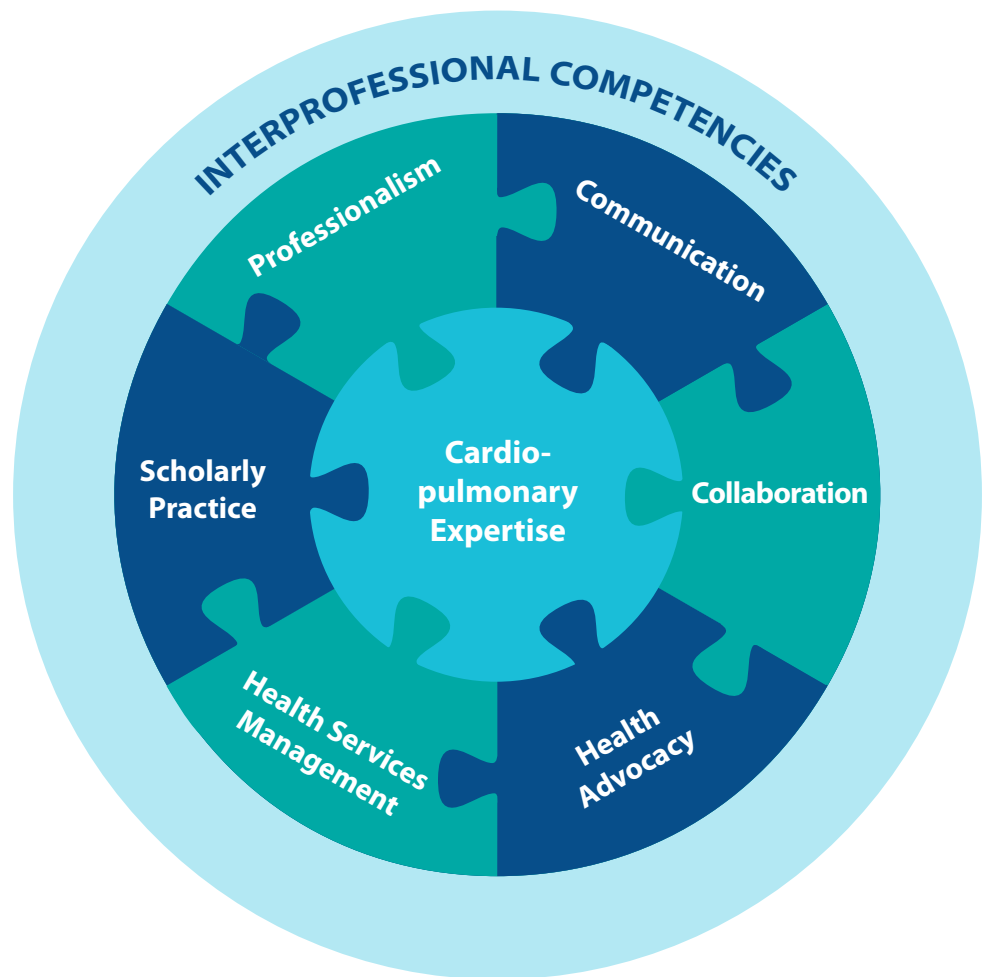 INTERPROFESSIONAL COMPETENCIES
Professionalism
Communication
Scholarly
Practice
Cardio-
pulmonary
Expertise
Collaboration
Health Services
Management
Health
Advocacy